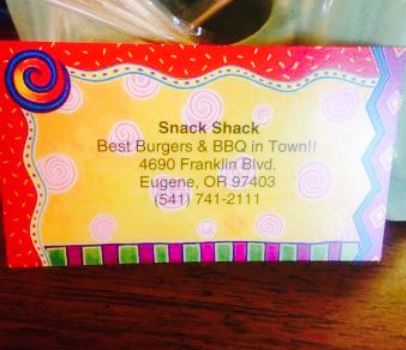 Snack Shack
Best Burgers & BBQ in Town!!
4690 Franklin Blvd.
Eugene, OR 97403
(541) 741-2111